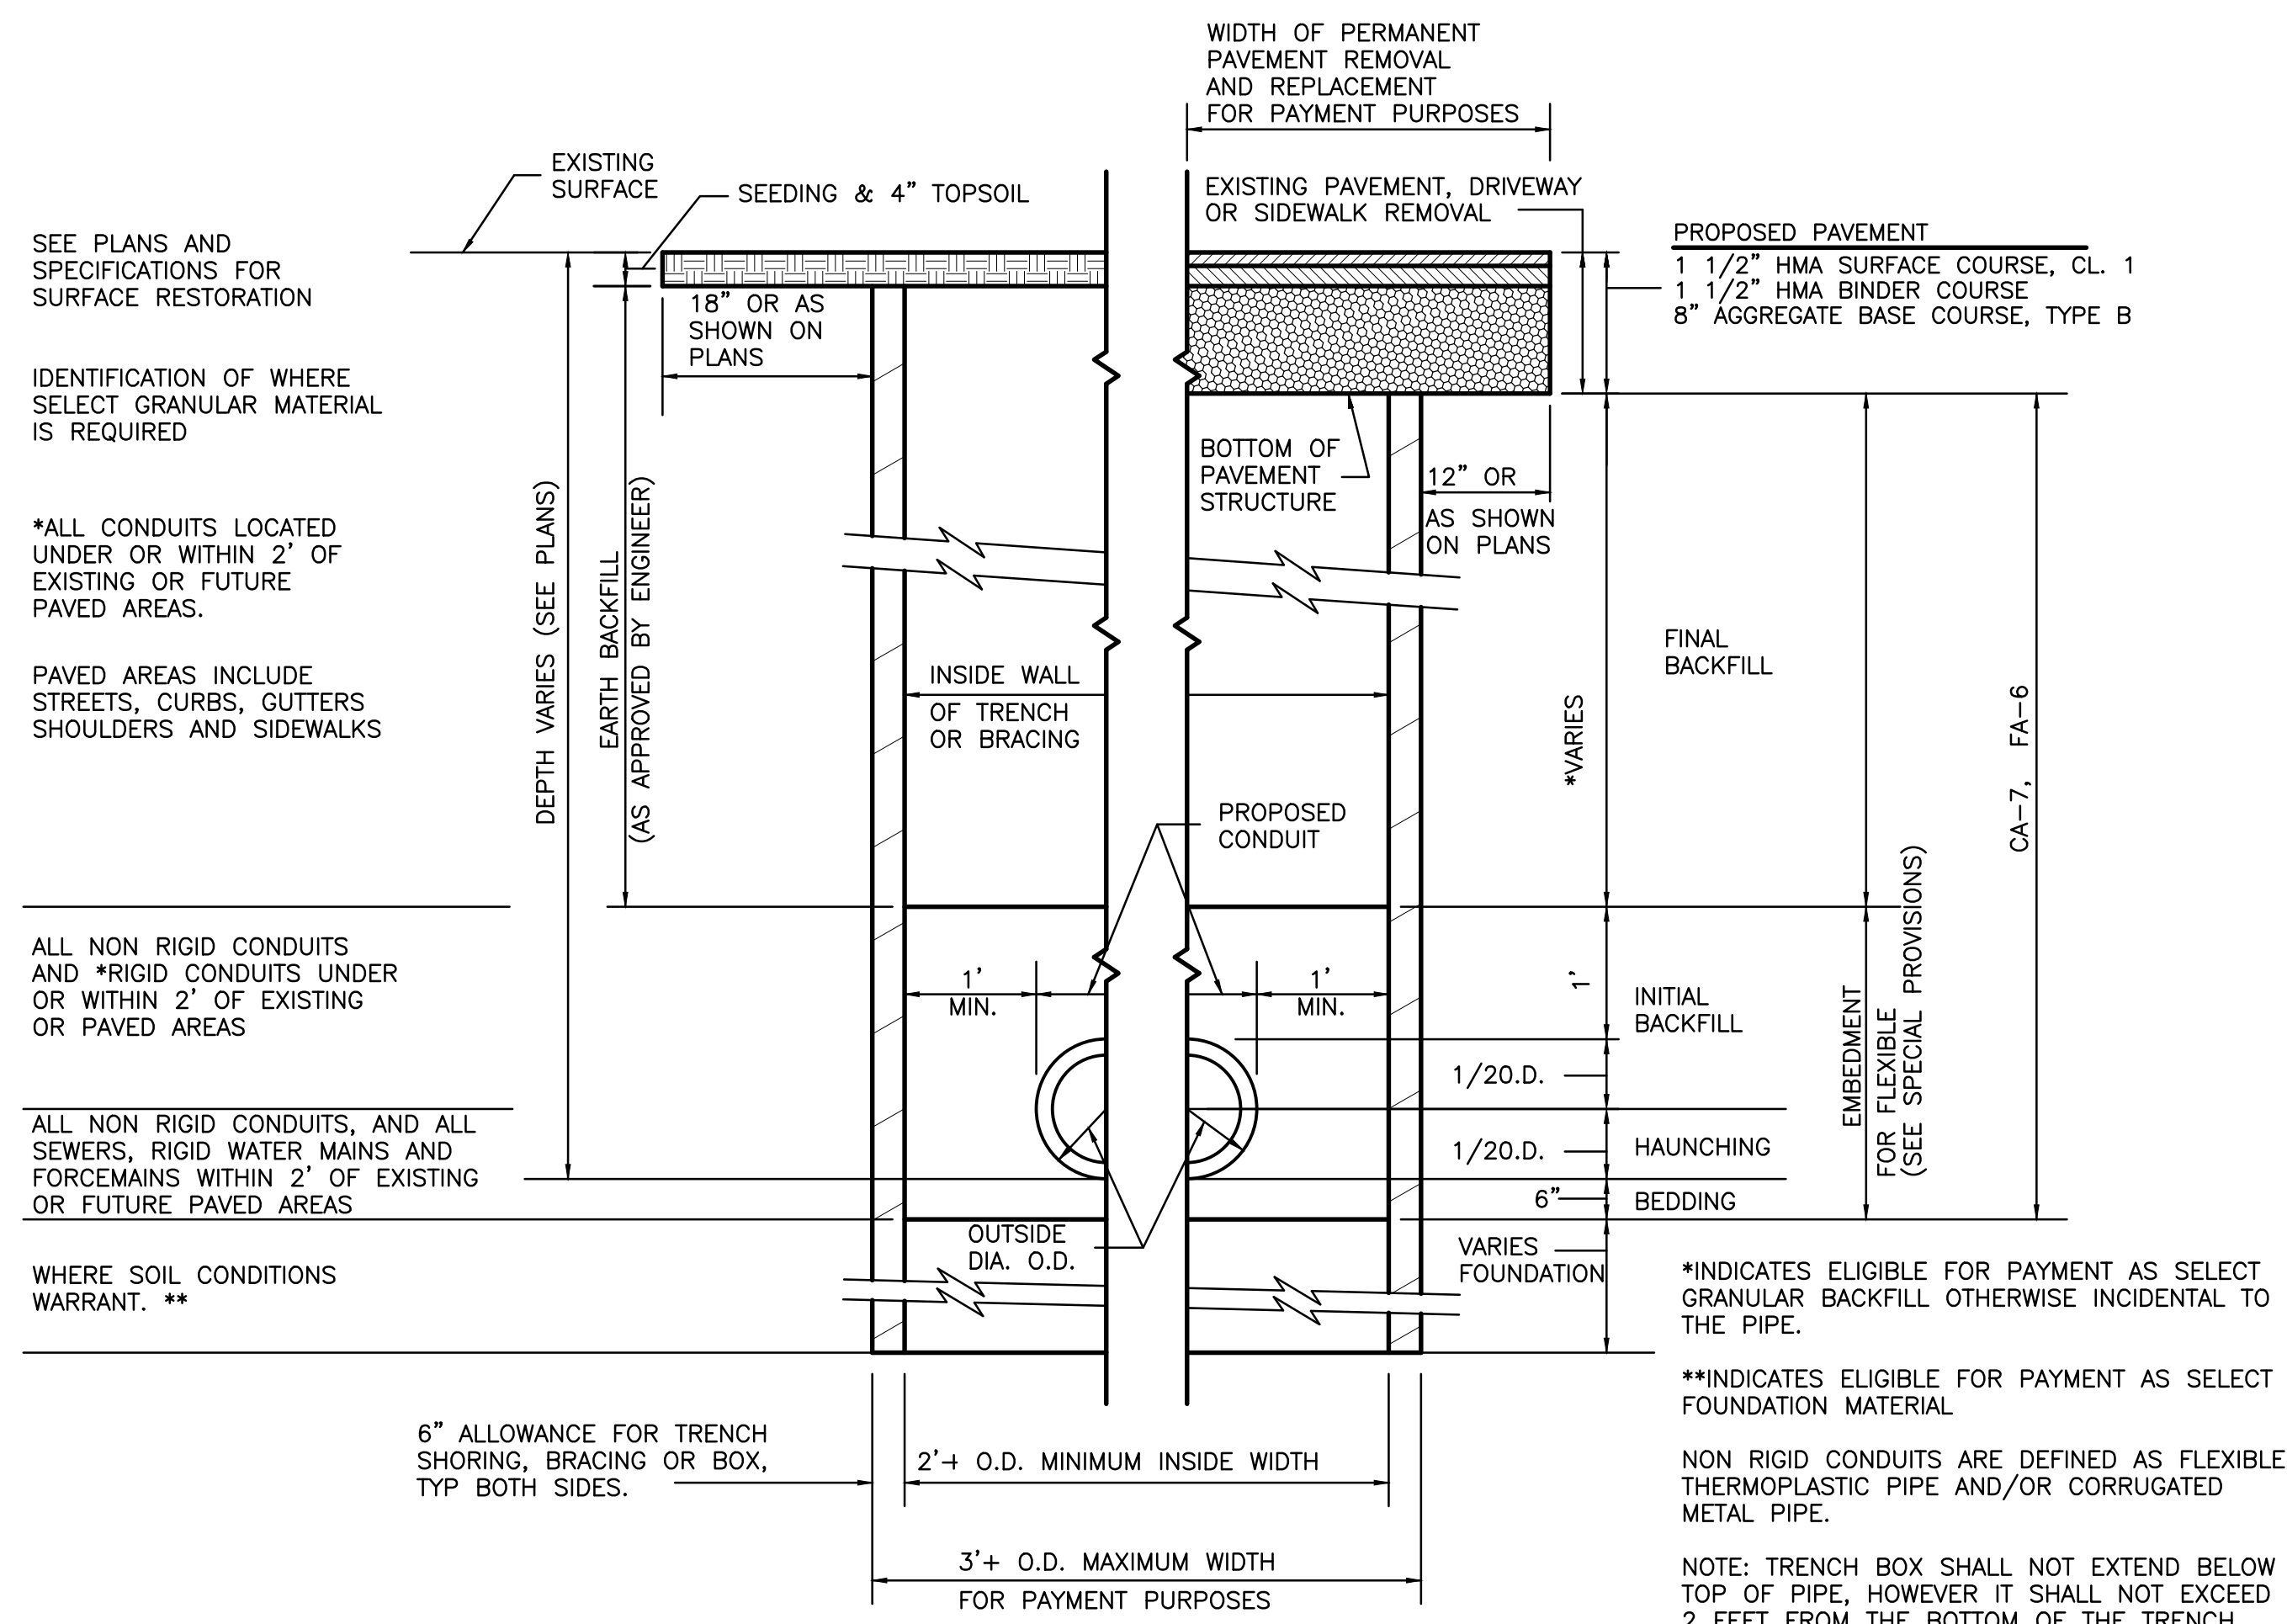 WIDTH OF PERMANENT
PAVEMENT REMOVAL
AND REPLACEMENT
FOR PAYMENT PURPOSES
EXISTING
SURFACE
SEEDING & 4" TOPSOIL
EXISTING PAVEMENT, DRIVEWAY
OR SIDEWALK REMOVAL
PROPOSED PAVEMENT
1 1/2" HMA SURFACE COURSE, CL. 1
1 1/2" HMA BINDER COURSE
8" AGGREGATE BASE COURSE, TYPE B
SEE PLANS AND
SPECIFICATIONS FOR
SURFACE RESTORATION
18" OR AS
SHOWN ON
PLANS
IDENTIFICATION OF WHERE
SELECT GRANULAR MATERIAL
IS REQUIRED
BOTTOM OF
PAVEMENT
STRUCTURE
12" OR
AS SHOWN
ON PLANS
*ALL CONDUITS LOCATED
UNDER OR WITHIN 2' OF
EXISTING OR FUTURE
PAVED AREAS.
DEPTH VARIES (SEE PLANS)
EARTH BACKFILL
(AS APPROVED BY ENGINEER)
PAVED AREAS INCLUDE
STREETS, CURBS, GUTTERS
SHOULDERS AND SIDEWALKS
INSIDE WALL
OF TRENCH
OR BRACING
*VARIES
FINAL
BACKFILL
CA-7, FA-6
PROPOSED
CONDUIT
ALL NON RIGID CONDUITS
AND *RIGID CONDUITS UNDER
OR WITHIN 2' OF EXISTING
OR PAVED AREAS
1'
MIN.
1'
MIN.
1'
INITIAL
BACKFILL
EMBEDMENT
FOR FLEXIBLE
(SEE SPECIAL PROVISIONS)
1/2O.D.
ALL NON RIGID CONDUITS, AND ALL
SEWERS, RIGID WATER MAINS AND
FORCEMAINS WITHIN 2' OF EXISTING
OR FUTURE PAVED AREAS
1/2O.D.
HAUNCHING
6"
BEDDING
OUTSIDE
DIA. O.D.
VARIES
FOUNDATION
WHERE SOIL CONDITIONS
WARRANT. **
*INDICATES ELIGIBLE FOR PAYMENT AS SELECT
GRANULAR BACKFILL OTHERWISE INCIDENTAL TO
THE PIPE.
**INDICATES ELIGIBLE FOR PAYMENT AS SELECT
FOUNDATION MATERIAL
6" ALLOWANCE FOR TRENCH
SHORING, BRACING OR BOX,
TYP BOTH SIDES.
2'+ O.D. MINIMUM INSIDE WIDTH
NON RIGID CONDUITS ARE DEFINED AS FLEXIBLE
THERMOPLASTIC PIPE AND/OR CORRUGATED
METAL PIPE.
3'+ O.D. MAXIMUM WIDTH
FOR PAYMENT PURPOSES
NOTE: TRENCH BOX SHALL NOT EXTEND BELOW
TOP OF PIPE, HOWEVER IT SHALL NOT EXCEED
2 FEET FROM THE BOTTOM OF THE TRENCH